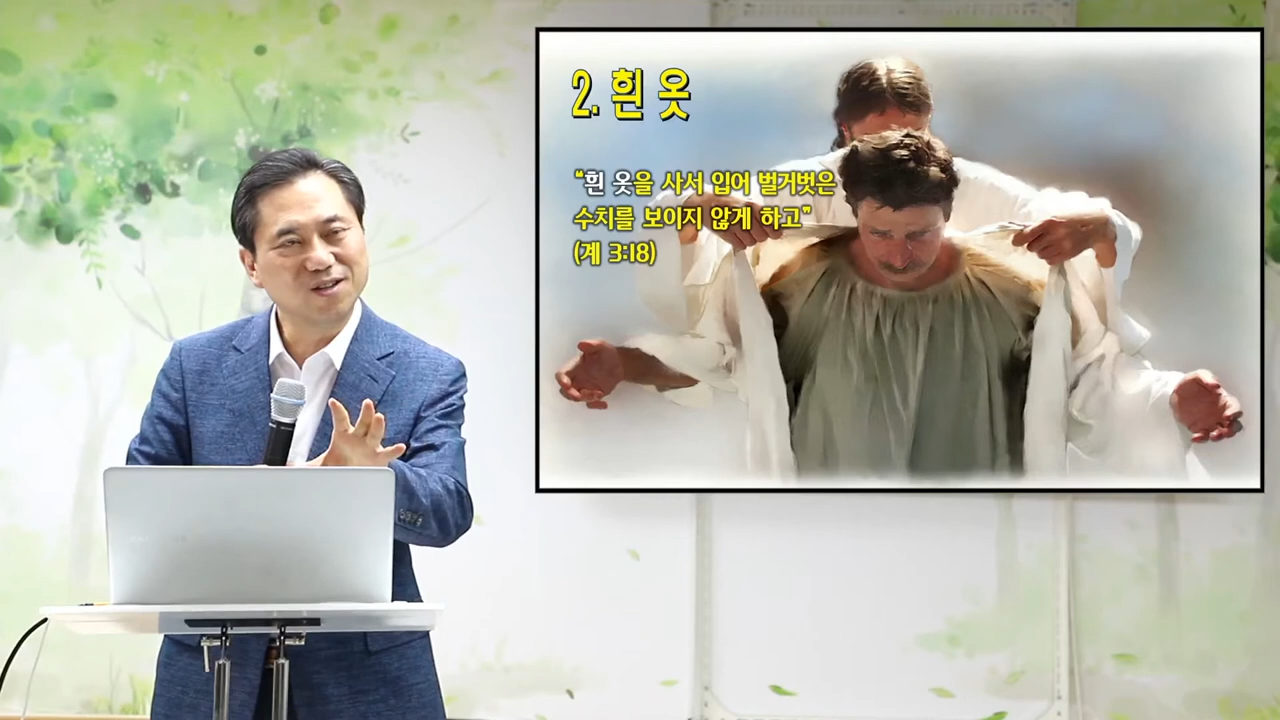 2. 흰 옷
“흰 옷을 사서 입어 벌거벗은
수치를 보이지 않게 하고”
(계 3:18)